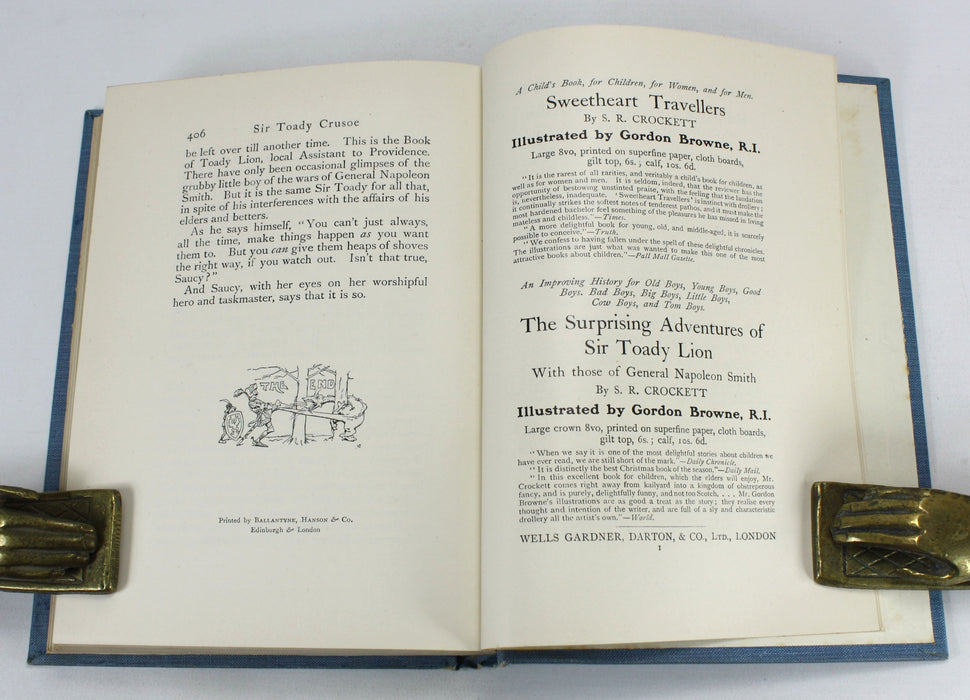 406
Sir Toady Crusoe
be left over till another time. This is the Book
of Toady Lion, local Assistant to Providence.
There have only been occasional glimpses of the
grubby little boy of the wars of General Napoleon
Smith. But it is the same Sir Toady for all that,
in spite of his interferences with the affairs of his
elders and betters.
As he says himself, "You can't just always,
all the time, make things happen as you want
them to. But you can give them heaps of shoves
the right way, if you watch out. Isn't that true,
Saucy?"
And Saucy, with her eyes on her worshipful
hero and taskmaster, says that it is so.
THE END
Printed by BALLANTYNE, HANSON & Co.
Edinburgh & London
A Child's Book, for Children, for Women, and for Men.
Sweetheart Travellers
By S. R. CROCKETT
Illustrated by Gordon Browne, R.I.
Large 8vo, printed on superfine paper, cloth boards,
gilt top, 6s.; calf, 10s. 6d.
"It is the rarest of all rarities, and veritably a child's book for children, as
well as for women and men. It is seldom, indeed, that the reviewer has the
opportunity of bestowing unstinted praise, with the feeling that the laudation
is, nevertheless, inadequate. 'Sweetheart Travellers' is instinct with drollery;
it continually strikes the softest notes of tenderest pathos, and it must make the
most hardened bachelor feel something of the pleasures he has missed in living
mateless and childless."—Times.
"A more delightful book for young, old, and middle-aged, it is scarcely
possible to conceive."—Truth.
"We confess to having fallen under the spell of these delightful chronicles.
The illustrations are just what was wanted to make this one of the most
attractive books about children."—Pall Mall Gazette.
An Improving History for Old Boys, Young Boys, Good
Boys. Bad Boys, Big Boys, Little Boys,
Cow Boys, and Tom Boys.
The Surprising Adventures of
Sir Toady Lion
With those of General Napoleon Smith
By S. R. CROCKETT
Illustrated by Gordon Browne, R.I.
Large crown 8vo, printed on superfine paper, cloth boards,
gilt top, 6s.; calf, 10s. 6d.
"When we say it is one of the most delightful stories about children we
have ever read, we are still short of the mark."—Daily Chronicle.
"It is distinctly the best Christmas book of the season."—Daily Mail.
"In this excellent book for children, which the elders will enjoy, Mr.
Crockett comes right away from kailyard into a kingdom of obstreperous
fancy, and is purely, delightfully funny, and not too Scotch. . . . Mr. Gordon
Browne's illustrations are as good a treat as the story; they realise every
thought and intention of the writer, and are full of a sly and characteristic
drollery all the artist's own."—World.
WELLS GARDNER, DARTON, & CO., LTD., LONDON
1